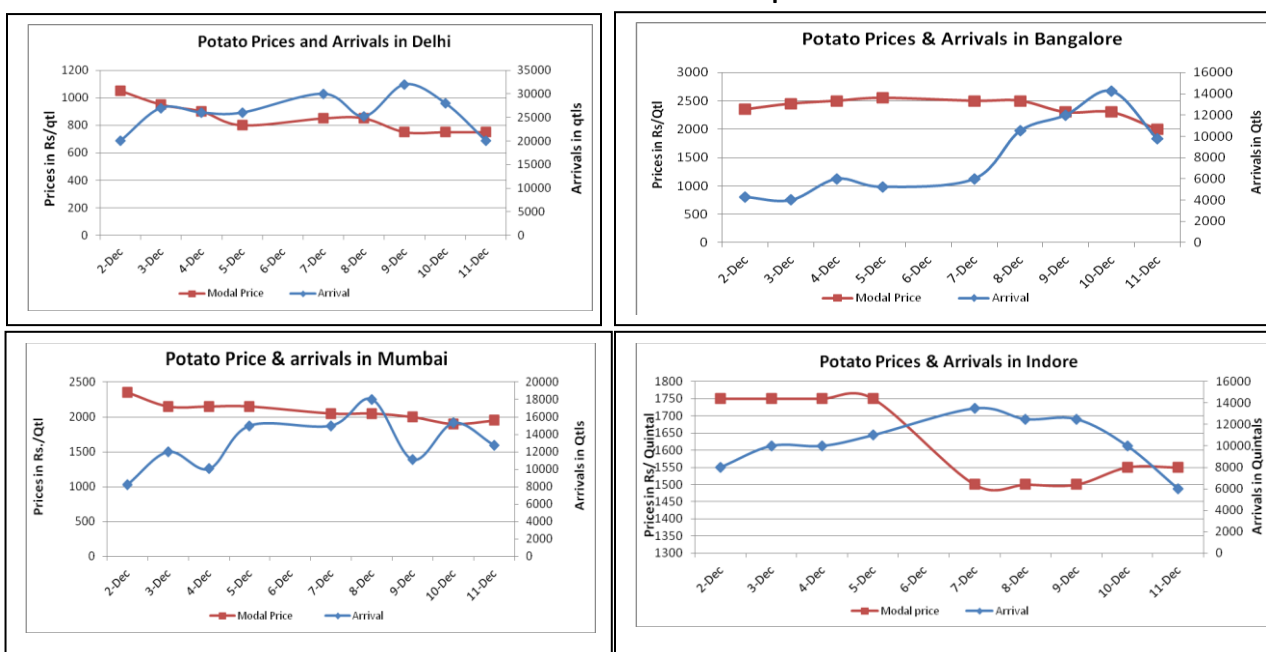 Potato Prices and Arrivals in Delhi
Prices in Rs/qtl
1200
1000
800
600
400
200
0
35000
30000
25000
20000
15000
10000
5000
0
Arrivals in qtls
2-Dec
3-Dec
4-Dec
5-Dec
6-Dec
7-Dec
8-Dec
9-Dec
10-Dec
11-Dec
Modal Price Arrival
Potato Prices & Arrivals in Bangalore
Prices in Rs/qtl
3000
2500
2000
1500
1000
500
0
16000
14000
12000
10000
8000
6000
4000
2000
0
Arrivals in Qtls
2-Dec
3-Dec
4-Dec
5-Dec
6-Dec
7-Dec
8-Dec
9-Dec
10-Dec
11-Dec
Modal Price Arrival
Potato Price & arrivals in Mumbai
Prices in Rs./Qtl
2500
2000
1500
1000
500
0
20000
18000
16000
14000
12000
10000
8000
6000
4000
2000
0
Arrivals in Qtls
2-Dec
3-Dec
4-Dec
5-Dec
6-Dec
7-Dec
8-Dec
9-Dec
10-Dec
11-Dec
Modal Price Arrival
Potato Prices & Arrivals in Indore
Prices in Rs/ Quintal
1800
1750
1700
1650
1600
1550
1500
1450
1400
1350
1300
16000
14000
12000
10000
8000
6000
4000
2000
0
Arrivals in Quintals
2-Dec
3-Dec
4-Dec
5-Dec
6-Dec
7-Dec
8-Dec
9-Dec
10-Dec
11-Dec
Modal price Arrival